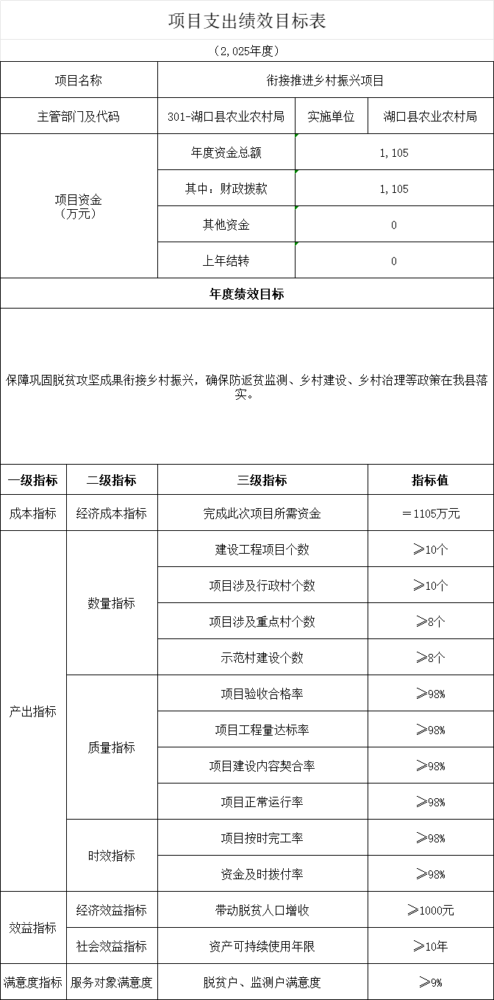 项目支出绩效目标表
（2,025年度）
项目名称 衔接推进乡村振兴项目
主管部门及代码 301-湖口县农业农村局 实施单位 湖口县农业农村局
项目资金
（万元）
年度资金总额 1,105
其中：财政拨款 1,105
其他资金 0
上年结转 0
年度绩效目标
保障巩固脱贫攻坚成果衔接乡村振兴，确保防返贫监测、乡村建设、乡村治理等政策在我县落
实。
一级指标 二级指标 三级指标 指标值
成本指标 经济成本指标 完成此次项目所需资金 ＝1105万元
产出指标 数量指标 建设工程项目个数 ≥10个
项目涉及行政村个数 ≥10个
项目涉及重点村个数 ≥8个
示范村建设个数 ≥8个
质量指标 项目验收合格率 ≥98%
项目工程量达标率 ≥98%
项目建设内容契合率 ≥98%
项目正常运行率 ≥98%
时效指标 项目按时完工率 ≥98%
资金及时拨付率 ≥98%
效益指标 经济效益指标 带动脱贫人口增收 ≥1000元
社会效益指标 资产可持续使用年限 ≥10年
满意度指标 服务对象满意度 脱贫户、监测户满意度 ≥9%